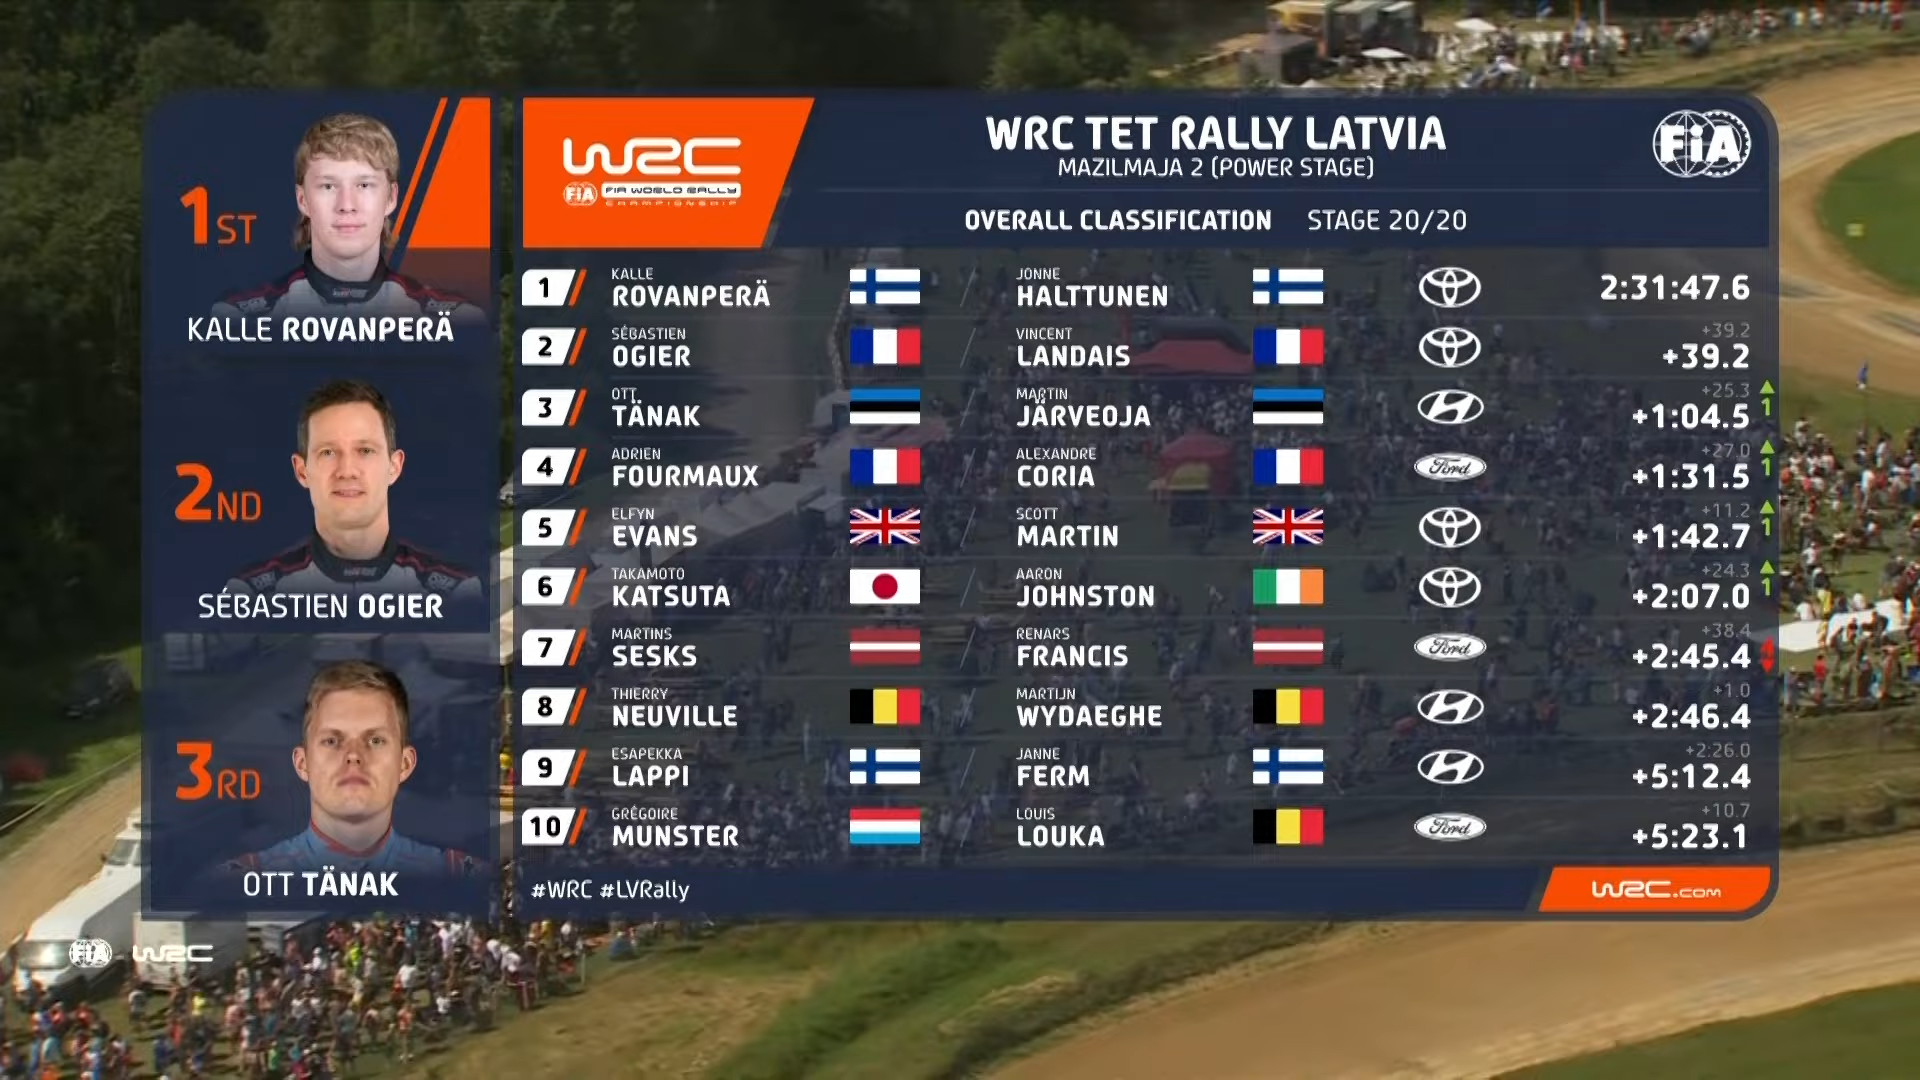 1ST
KALLE ROVANPERÄ
2ND
SÉBASTIEN OGIER
3RD
OTT TÄNAK
WRC
FIA FIA WORLD RALLY
CHAMPIONSHIP
WRC TET RALLY LATVIA
MAZILMAJA 2 (POWER STAGE)
FIA
OVERALL CLASSIFICATION STAGE 20/20
1 KALLE ROVANPERÄ / JONNE HALTTUNEN 2:31:47.6
2 SÉBASTIEN OGIER / VINCENT LANDAIS +39.2 +39.2
3 OTT TÄNAK / MARTIN JÄRVEOJA +25.3 +1:04.5 1
4 ADRIEN FOURMAUX / ALEXANDRE CORIA Ford +27.0 +1:31.5 1
5 ELFYN EVANS / SCOTT MARTIN +11.2 +1:42.7 1
6 TAKAMOTO KATSUTA / AARON JOHNSTON +24.3 +2:07.0 1
7 MARTINS SESKS / RENARS FRANCIS Ford +38.4 +2:45.4 4
8 THIERRY NEUVILLE / MARTIJN WYDAEGHE +1.0 +2:46.4
9 ESAPEKKA LAPPI / JANNE FERM +2:26.0 +5:12.4
10 GRÉGOIRE MUNSTER / LOUIS LOUKA Ford +10.7 +5:23.1
#WRC #LVRally
WRC.com
FIA WRC